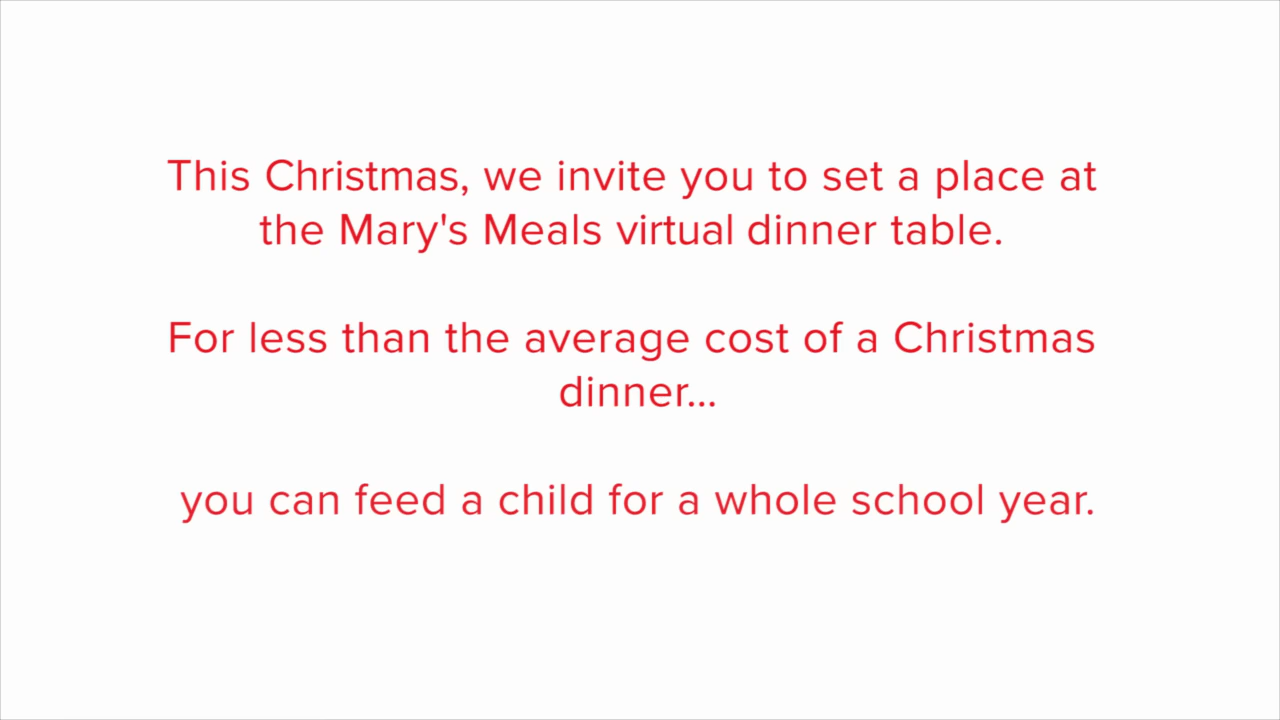 This Christmas, we invite you to set a place at
the Mary's Meals virtual dinner table.
For less than the average cost of a Christmas
dinner...
you can feed a child for a whole school year.